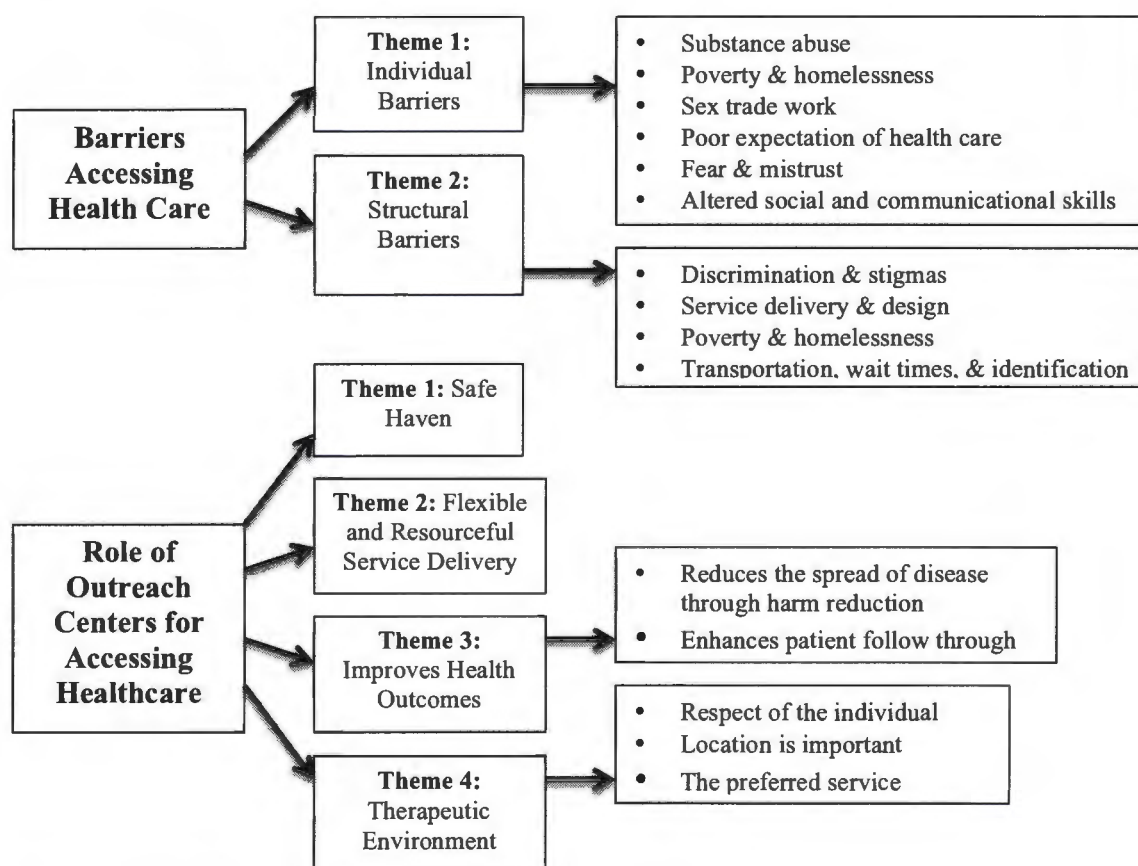 Barriers
Accessing
Health Care
Theme 1:
Individual
Barriers
• Substance abuse
• Poverty & homelessness
• Sex trade work
• Poor expectation of health care
• Fear & mistrust
• Altered social and communicational skills
Theme 2:
Structural
Barriers
• Discrimination & stigmas
• Service delivery & design
• Poverty & homelessness
• Transportation, wait times, & identification
Role of
Outreach
Centers for
Accessing
Healthcare
Theme 1: Safe
Haven
Theme 2: Flexible
and Resourceful
Service Delivery
Theme 3:
Improves Health
Outcomes
• Reduces the spread of disease
through harm reduction
• Enhances patient follow through
Theme 4:
Therapeutic
Environment
• Respect of the individual
• Location is important
• The preferred service